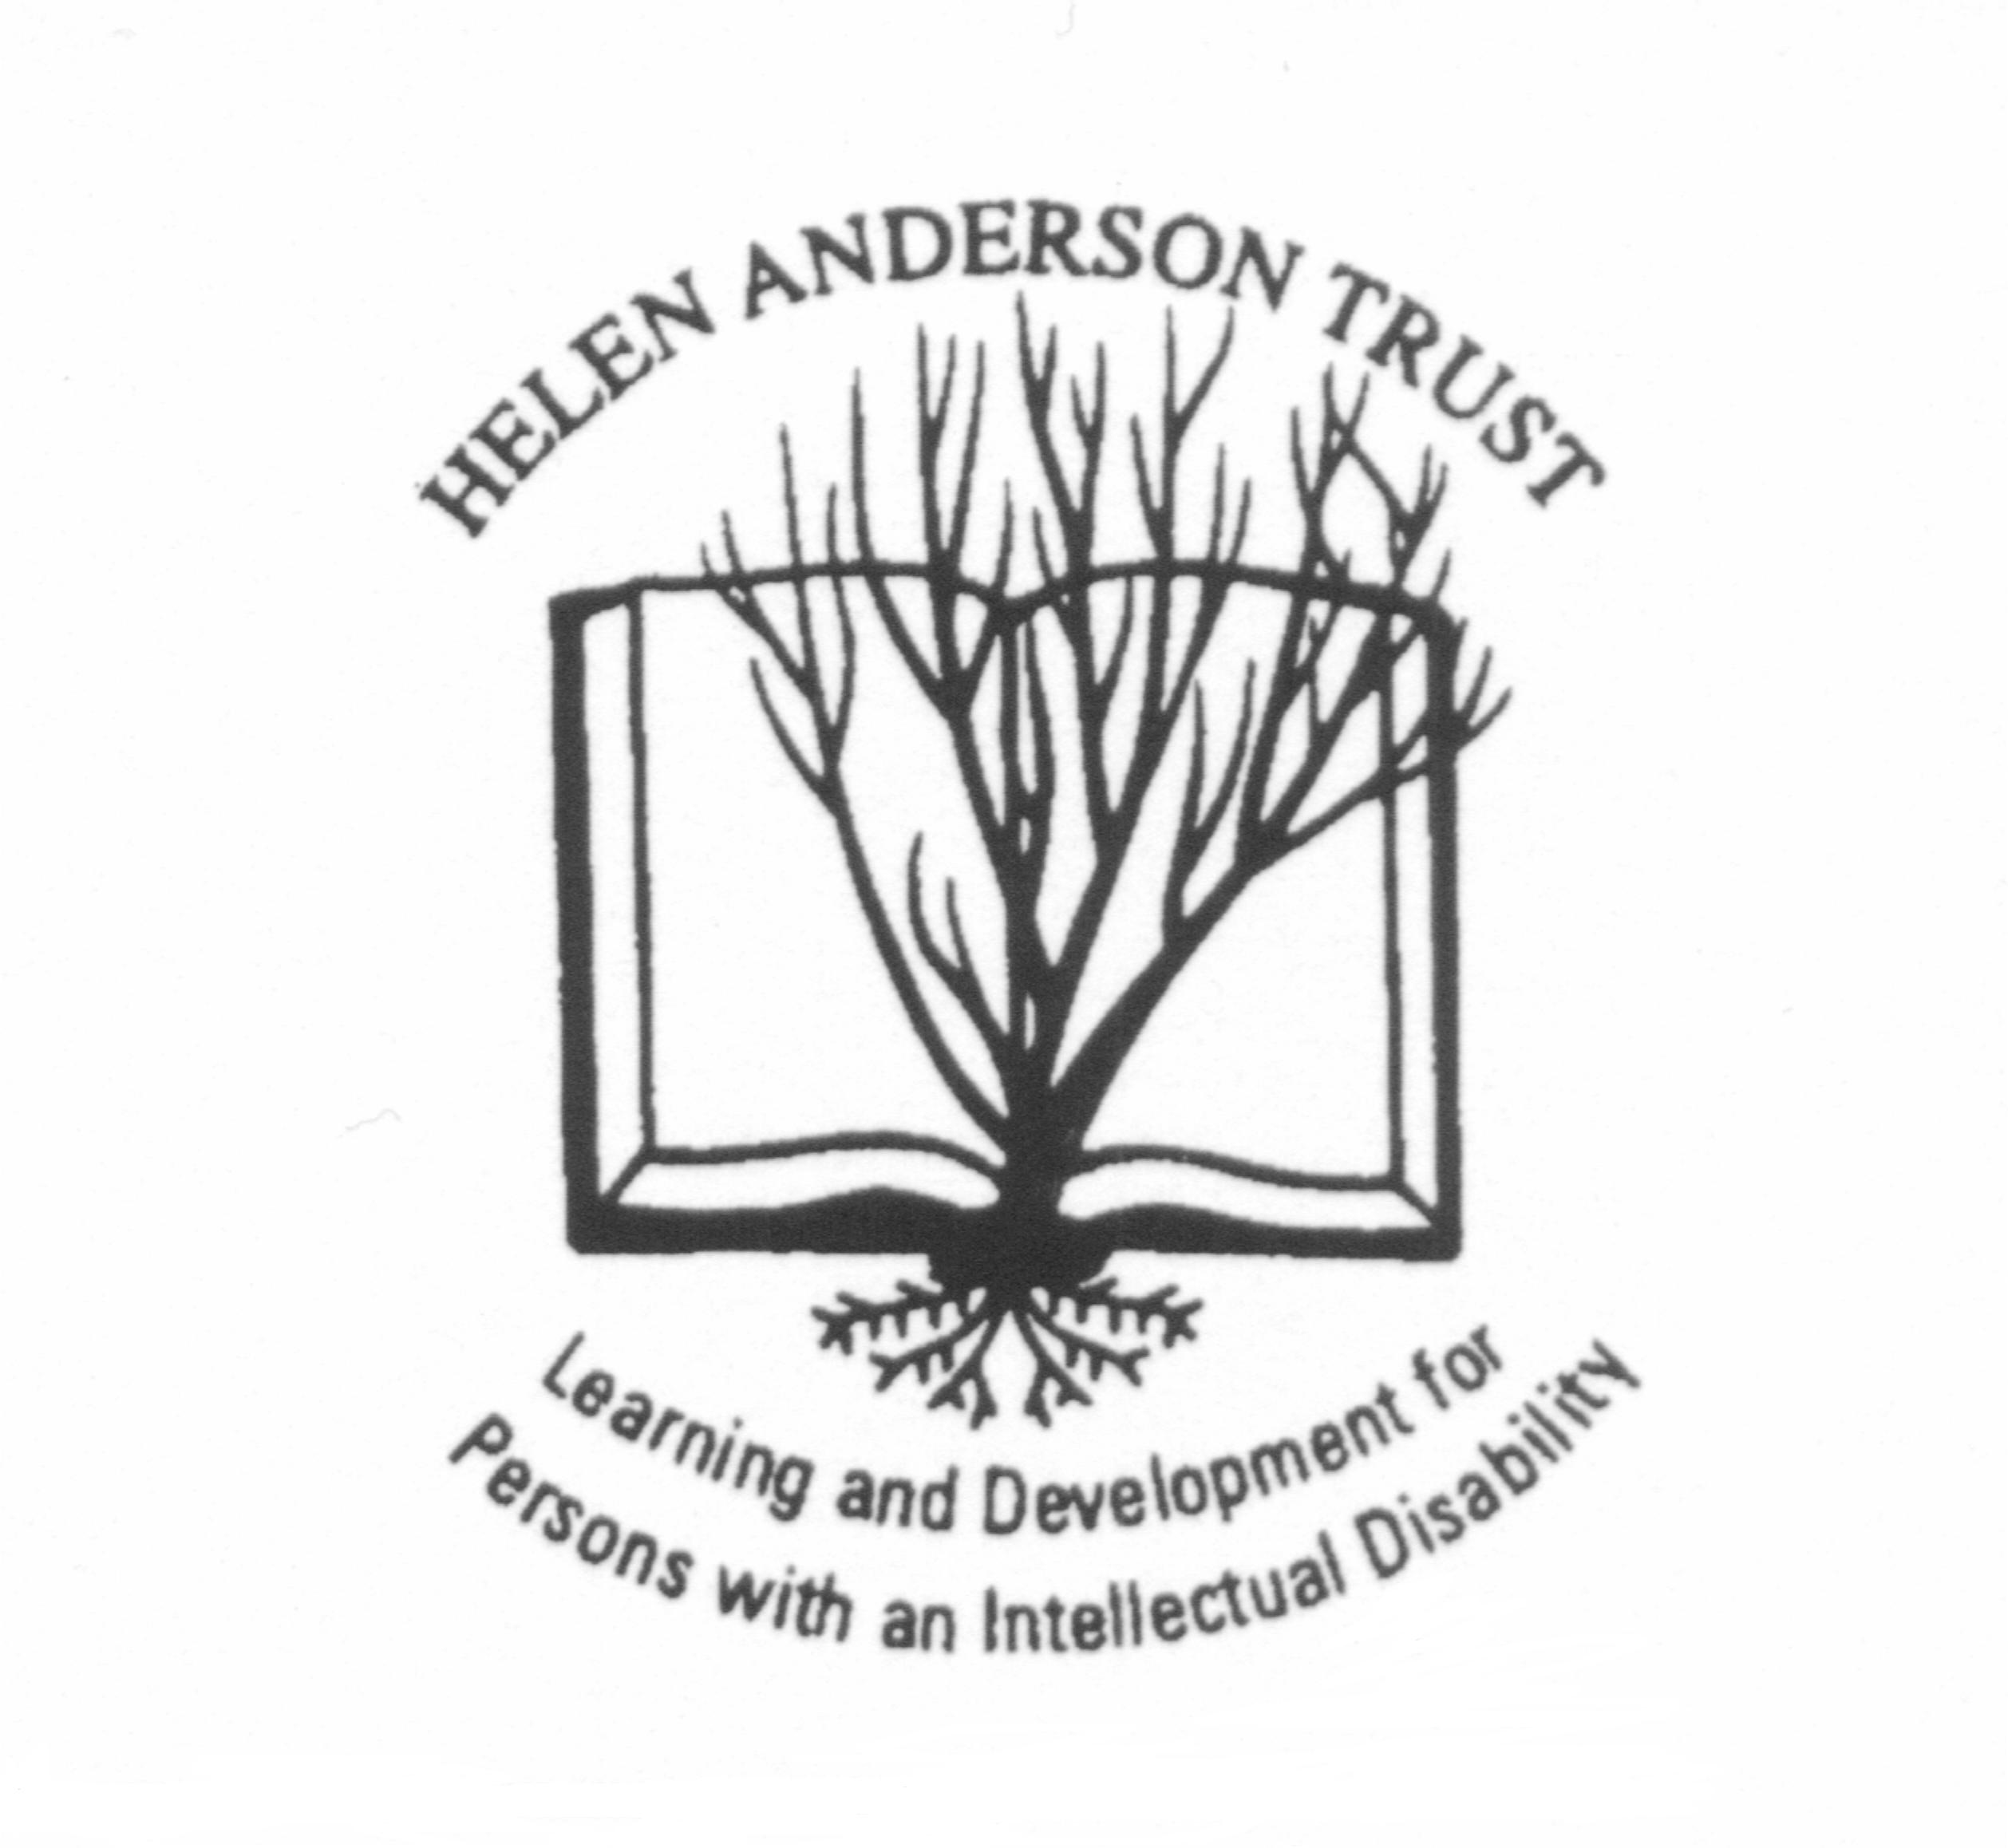 HELEN ANDERSON TRUST
Learning and Development for
Persons with an Intellectual Disability